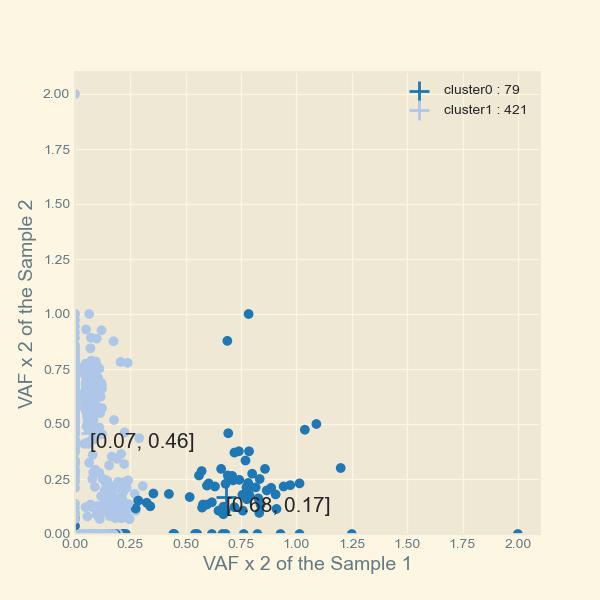 cluster0 : 79
cluster1 : 421
2.00
1.75
1.50
1.25
1.00
0.75
0.50
0.25
0.00
VAF x 2 of the Sample 2
[0.07, 0.46]
[0.68, 0.17]
0.00 0.25 0.50 0.75 1.00 1.25 1.50 1.75 2.00
VAF x 2 of the Sample 1